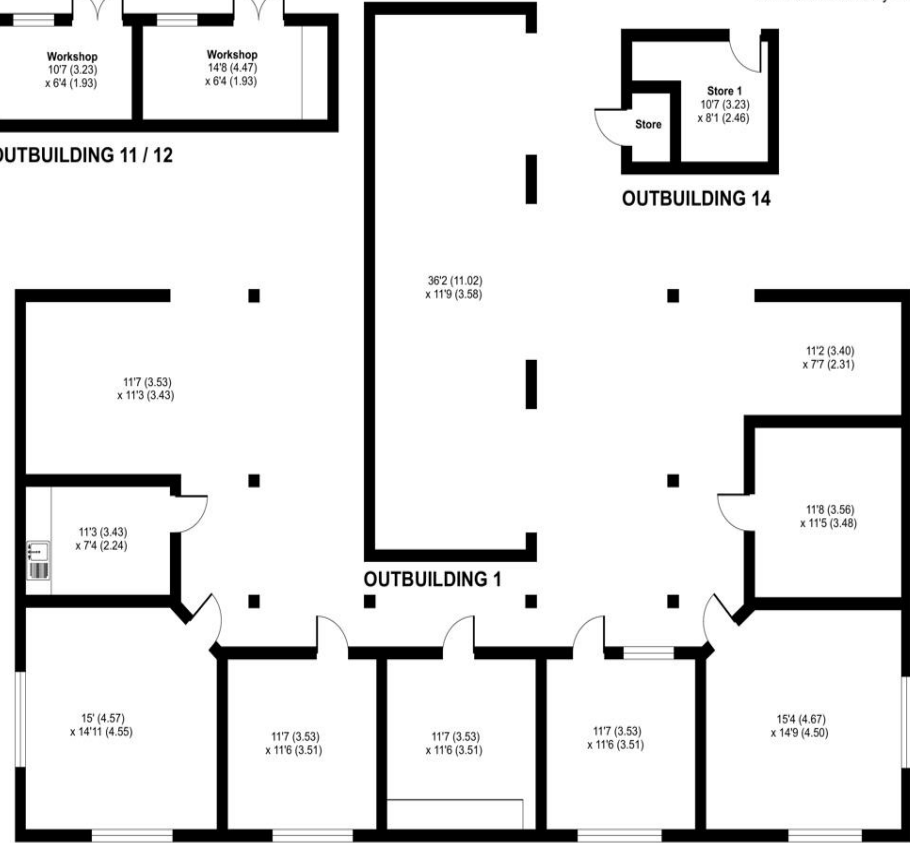 Workshop
10'7 (3.23)
x 6'4 (1.93)
Workshop
14'8 (4.47)
x 6'4 (1.93)
OUTBUILDING 11 / 12
Store 1
10'7 (3.23)
x 8'1 (2.46)
Store
OUTBUILDING 14
36'2 (11.02)
x 11'9 (3.58)
11'7 (3.53)
x 11'3 (3.43)
11'2 (3.40)
x 7'7 (2.31)
11'3 (3.43)
x 7'4 (2.24)
11'8 (3.56)
x 11'5 (3.48)
OUTBUILDING 1
15' (4.57)
x 14'11 (4.55)
11'7 (3.53)
x 11'6 (3.51)
11'7 (3.53)
x 11'6 (3.51)
11'7 (3.53)
x 11'6 (3.51)
15'4 (4.67)
x 14'9 (4.50)